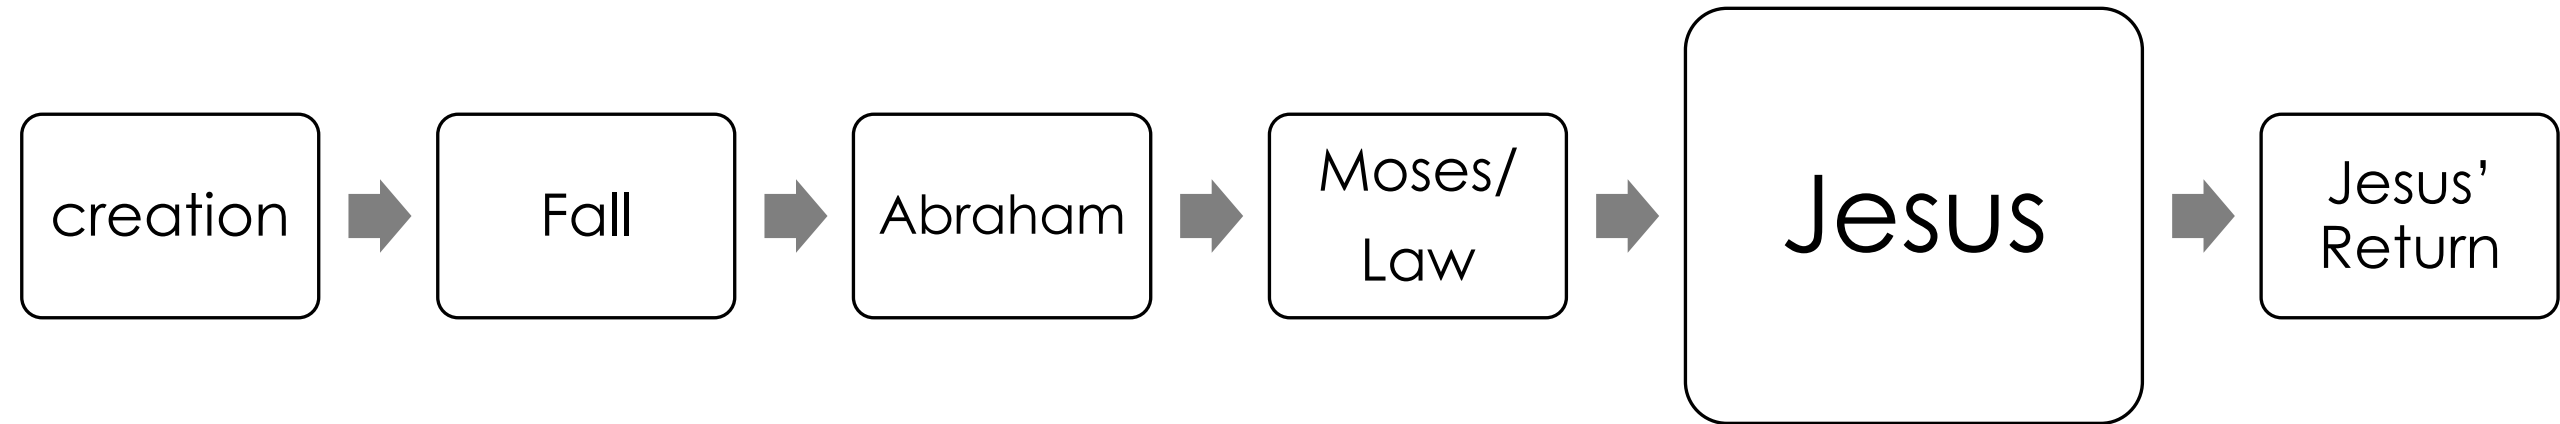 creation
Fall
Abraham
Moses/
Law
Jesus
Jesus’
Return